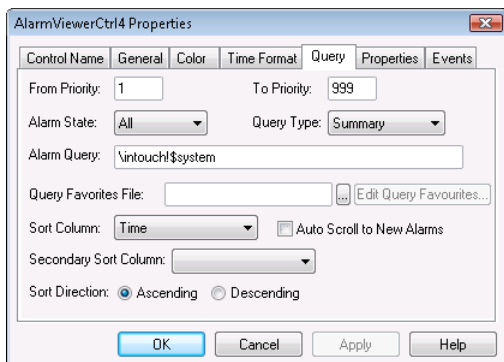 AlarmViewerCtrl4 Properties
Control Name General Color Time Format Query Properties Events
From Priority: 1 To Priority: 999
Alarm State: All Query Type: Summary
Alarm Query: \intouch!$system
Query Favorites File: ... Edit Query Favourites...
Sort Column: Time Auto Scroll to New Alarms
Secondary Sort Column:
Sort Direction: Ascending Descending
OK Cancel Apply Help